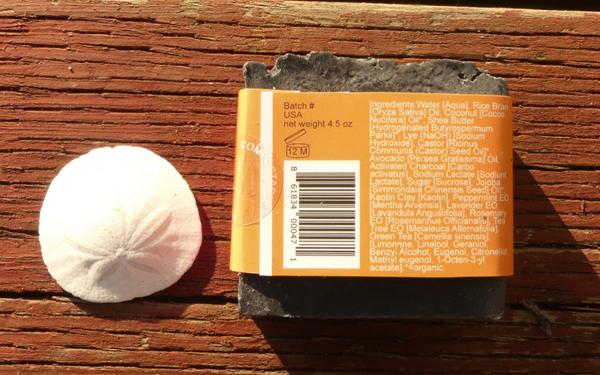 Batch #
USA
net weight 4.5 oz
12 M
8 61834 00047 1
Ingredients:Water [Aqua], Rice Bran
[Oryza Sativa] Oil, Coconut [Cocos
Nucifera] Oil*, Shea Butter
[Hydrogenated Butyrospermum
Parkii]*, Lye (NaOH) [Sodium
Hydroxide], Castor [Ricinus
Communis (Castor) Seed Oil]*,
Avocado [Persea Gratissima] Oil,
Activated Charcoal [Carbo
activatus], Sodium Lactate [Sodium
Lactate], Sugar [Sucrose], Jojoba
[Simmondsia Chinensis Seed] Oil*,
Kaolin Clay [Kaolin], Peppermint EO
[Mentha Arvensis], Lavender EO
[Lavandula Angustifolia], Rosemary
EO [Rosemarinus Officianalis], Tea
Tree EO [Melaleuca Alternafolia],
Green Tea [Camellia sinensis]
[Limonine, Linalool, Geraniol,
Benzyl Alcohol, Eugenol, Citronellol,
Methyl eugenol, 1-Octen-3-yl
acetate].*=organic.